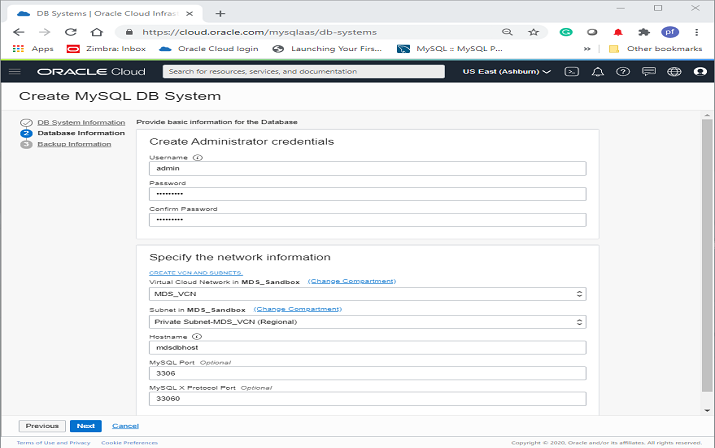 DB Systems | Oracle Cloud Infras
https://cloud.oracle.com/mysqlaas/db-systems
pf
Apps
Zimbra: Inbox
Oracle Cloud login
Launching Your Firs...
MySQL = MySQL P...
»
Other bookmarks
ORACLE Cloud
Search for resources, services, and documentation
US East (Ashburn)
Create MySQL DB System
DB System Information
2 Database Information
3 Backup Information
Provide basic information for the Database
Create Administrator credentials
Username
admin
Password
•••••••••
Confirm Password
•••••••••
Specify the network information
CREATE VCN AND SUBNETS.
Virtual Cloud Network in MDS_Sandbox (Change Compartment)
MDS_VCN
Subnet in MDS_Sandbox (Change Compartment)
Private Subnet-MDS_VCN (Regional)
Hostname
mdsdbhost
MySQL Port Optional
3306
MySQL X Protocol Port Optional
33060
Previous Next Cancel
Terms of Use and Privacy Cookie Preferences
Copyright © 2020, Oracle and/or its affiliates. All rights reserved.